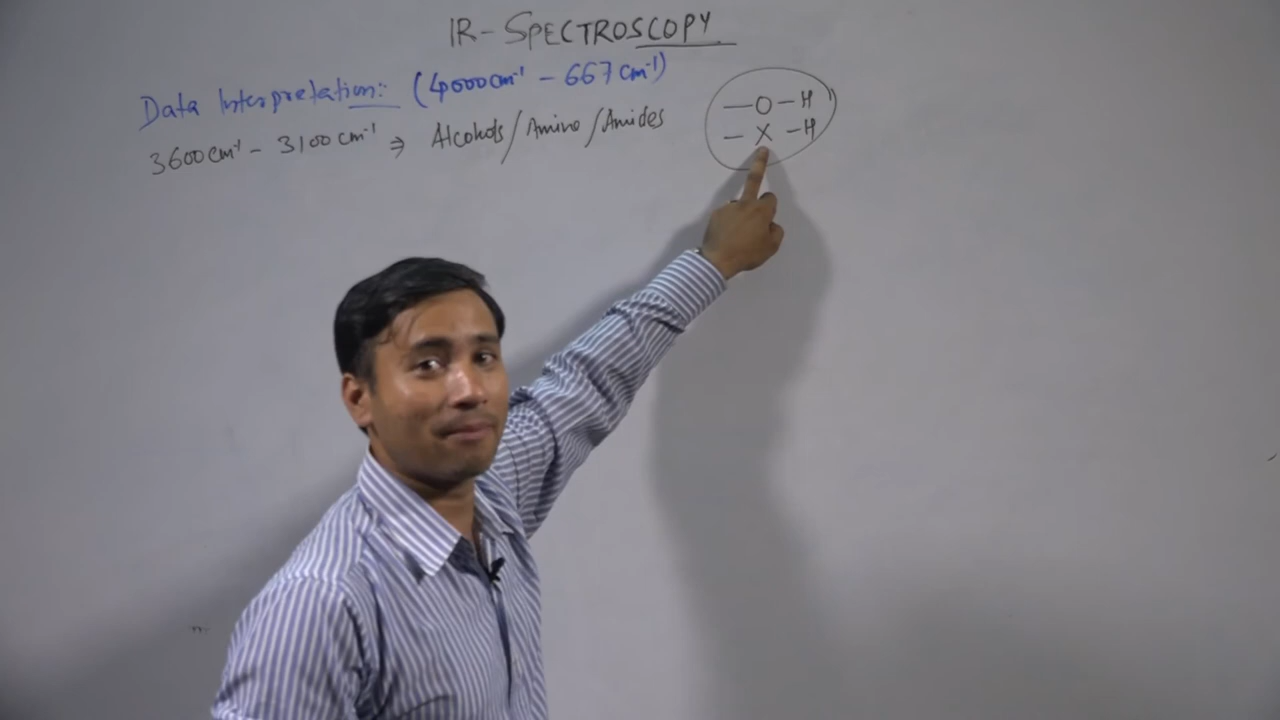 IR-SPECTROSCOPY
Data Interpretation:- (4000cm⁻¹ - 667cm⁻¹)
3600cm⁻¹ - 3100cm⁻¹ ⇒ Alcohols/Amino/Amides
—O—H
—X—H